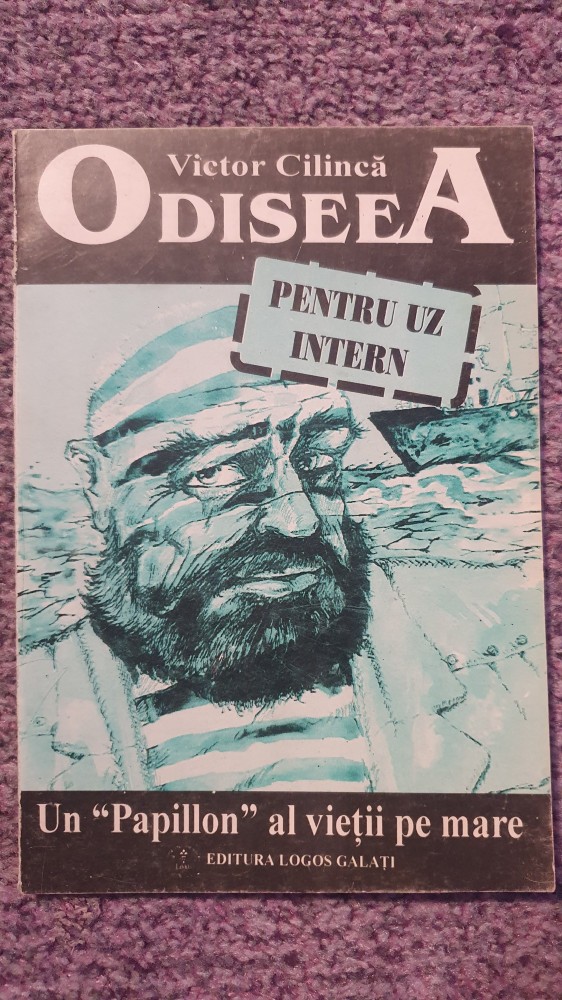 Victor Cilincă
ODISEEA
PENTRU UZ
INTERN
Un “Papillon” al vieții pe mare
EDITURA LOGOS GALAȚI